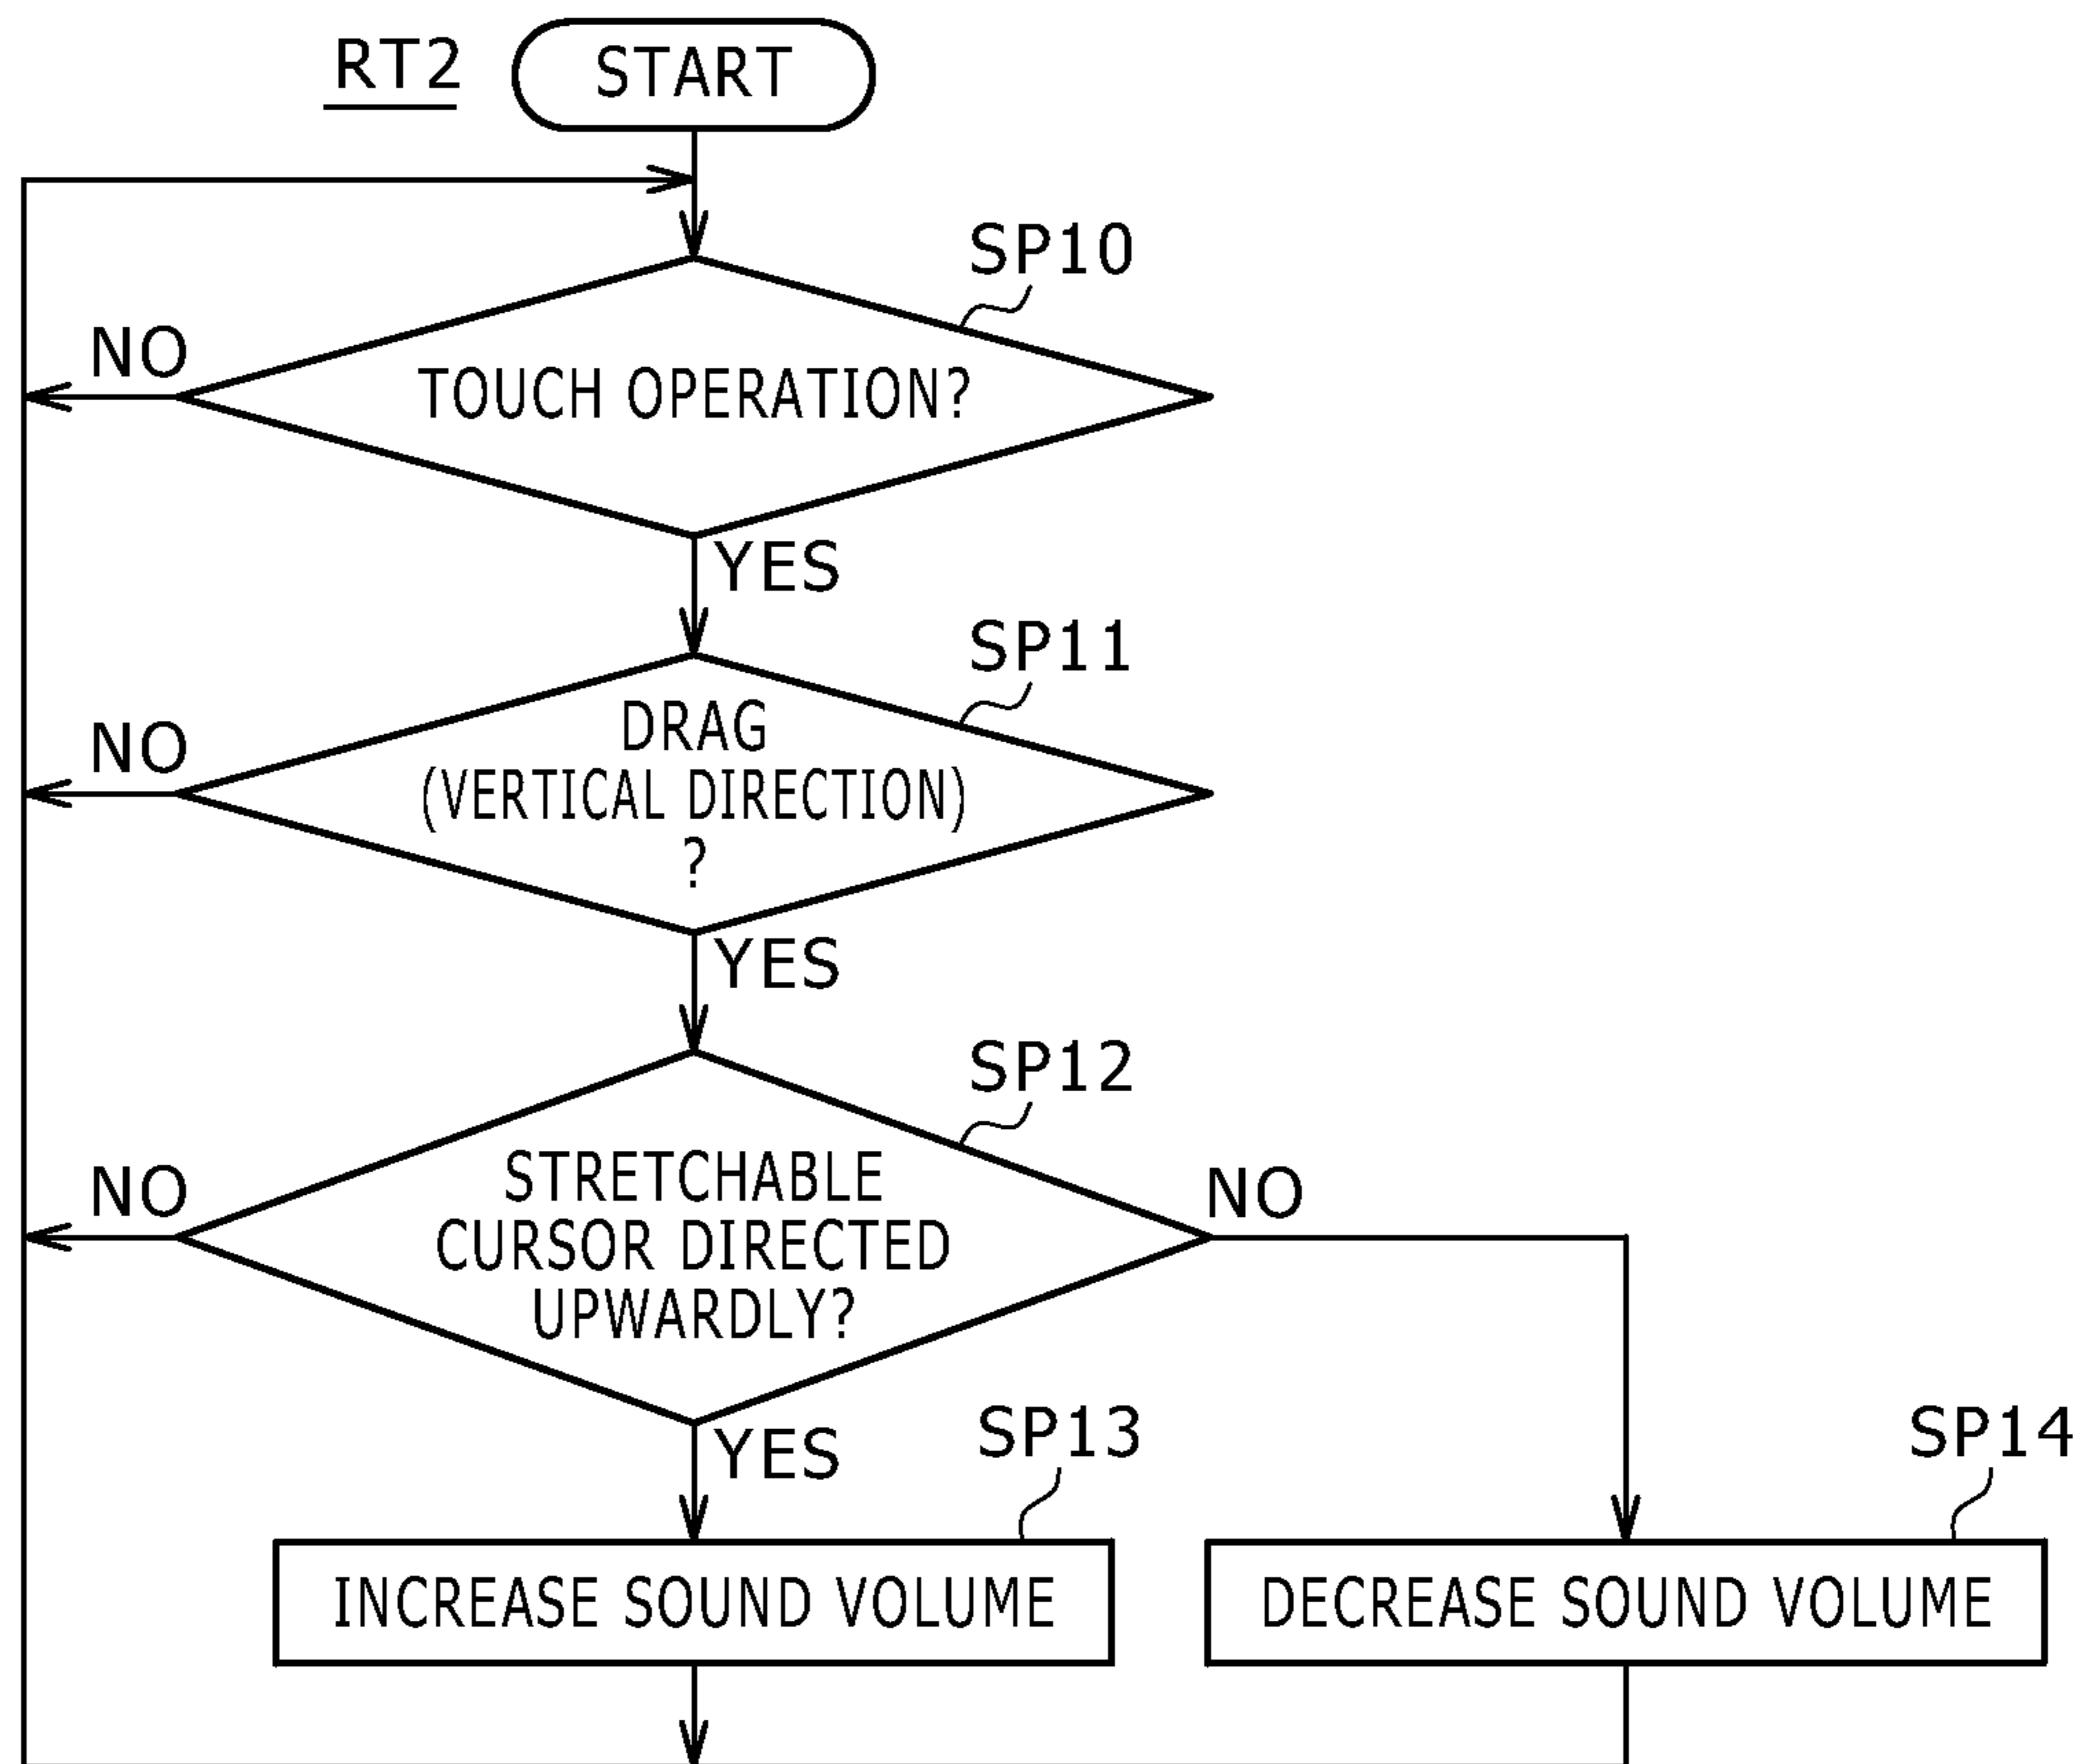 RT2
START
SP10
NO
TOUCH OPERATION?
YES
SP11
NO
DRAG
(VERTICAL DIRECTION)
?
YES
SP12
NO
STRETCHABLE
CURSOR DIRECTED
UPWARDLY?
NO
YES
SP13
SP14
INCREASE SOUND VOLUME
DECREASE SOUND VOLUME